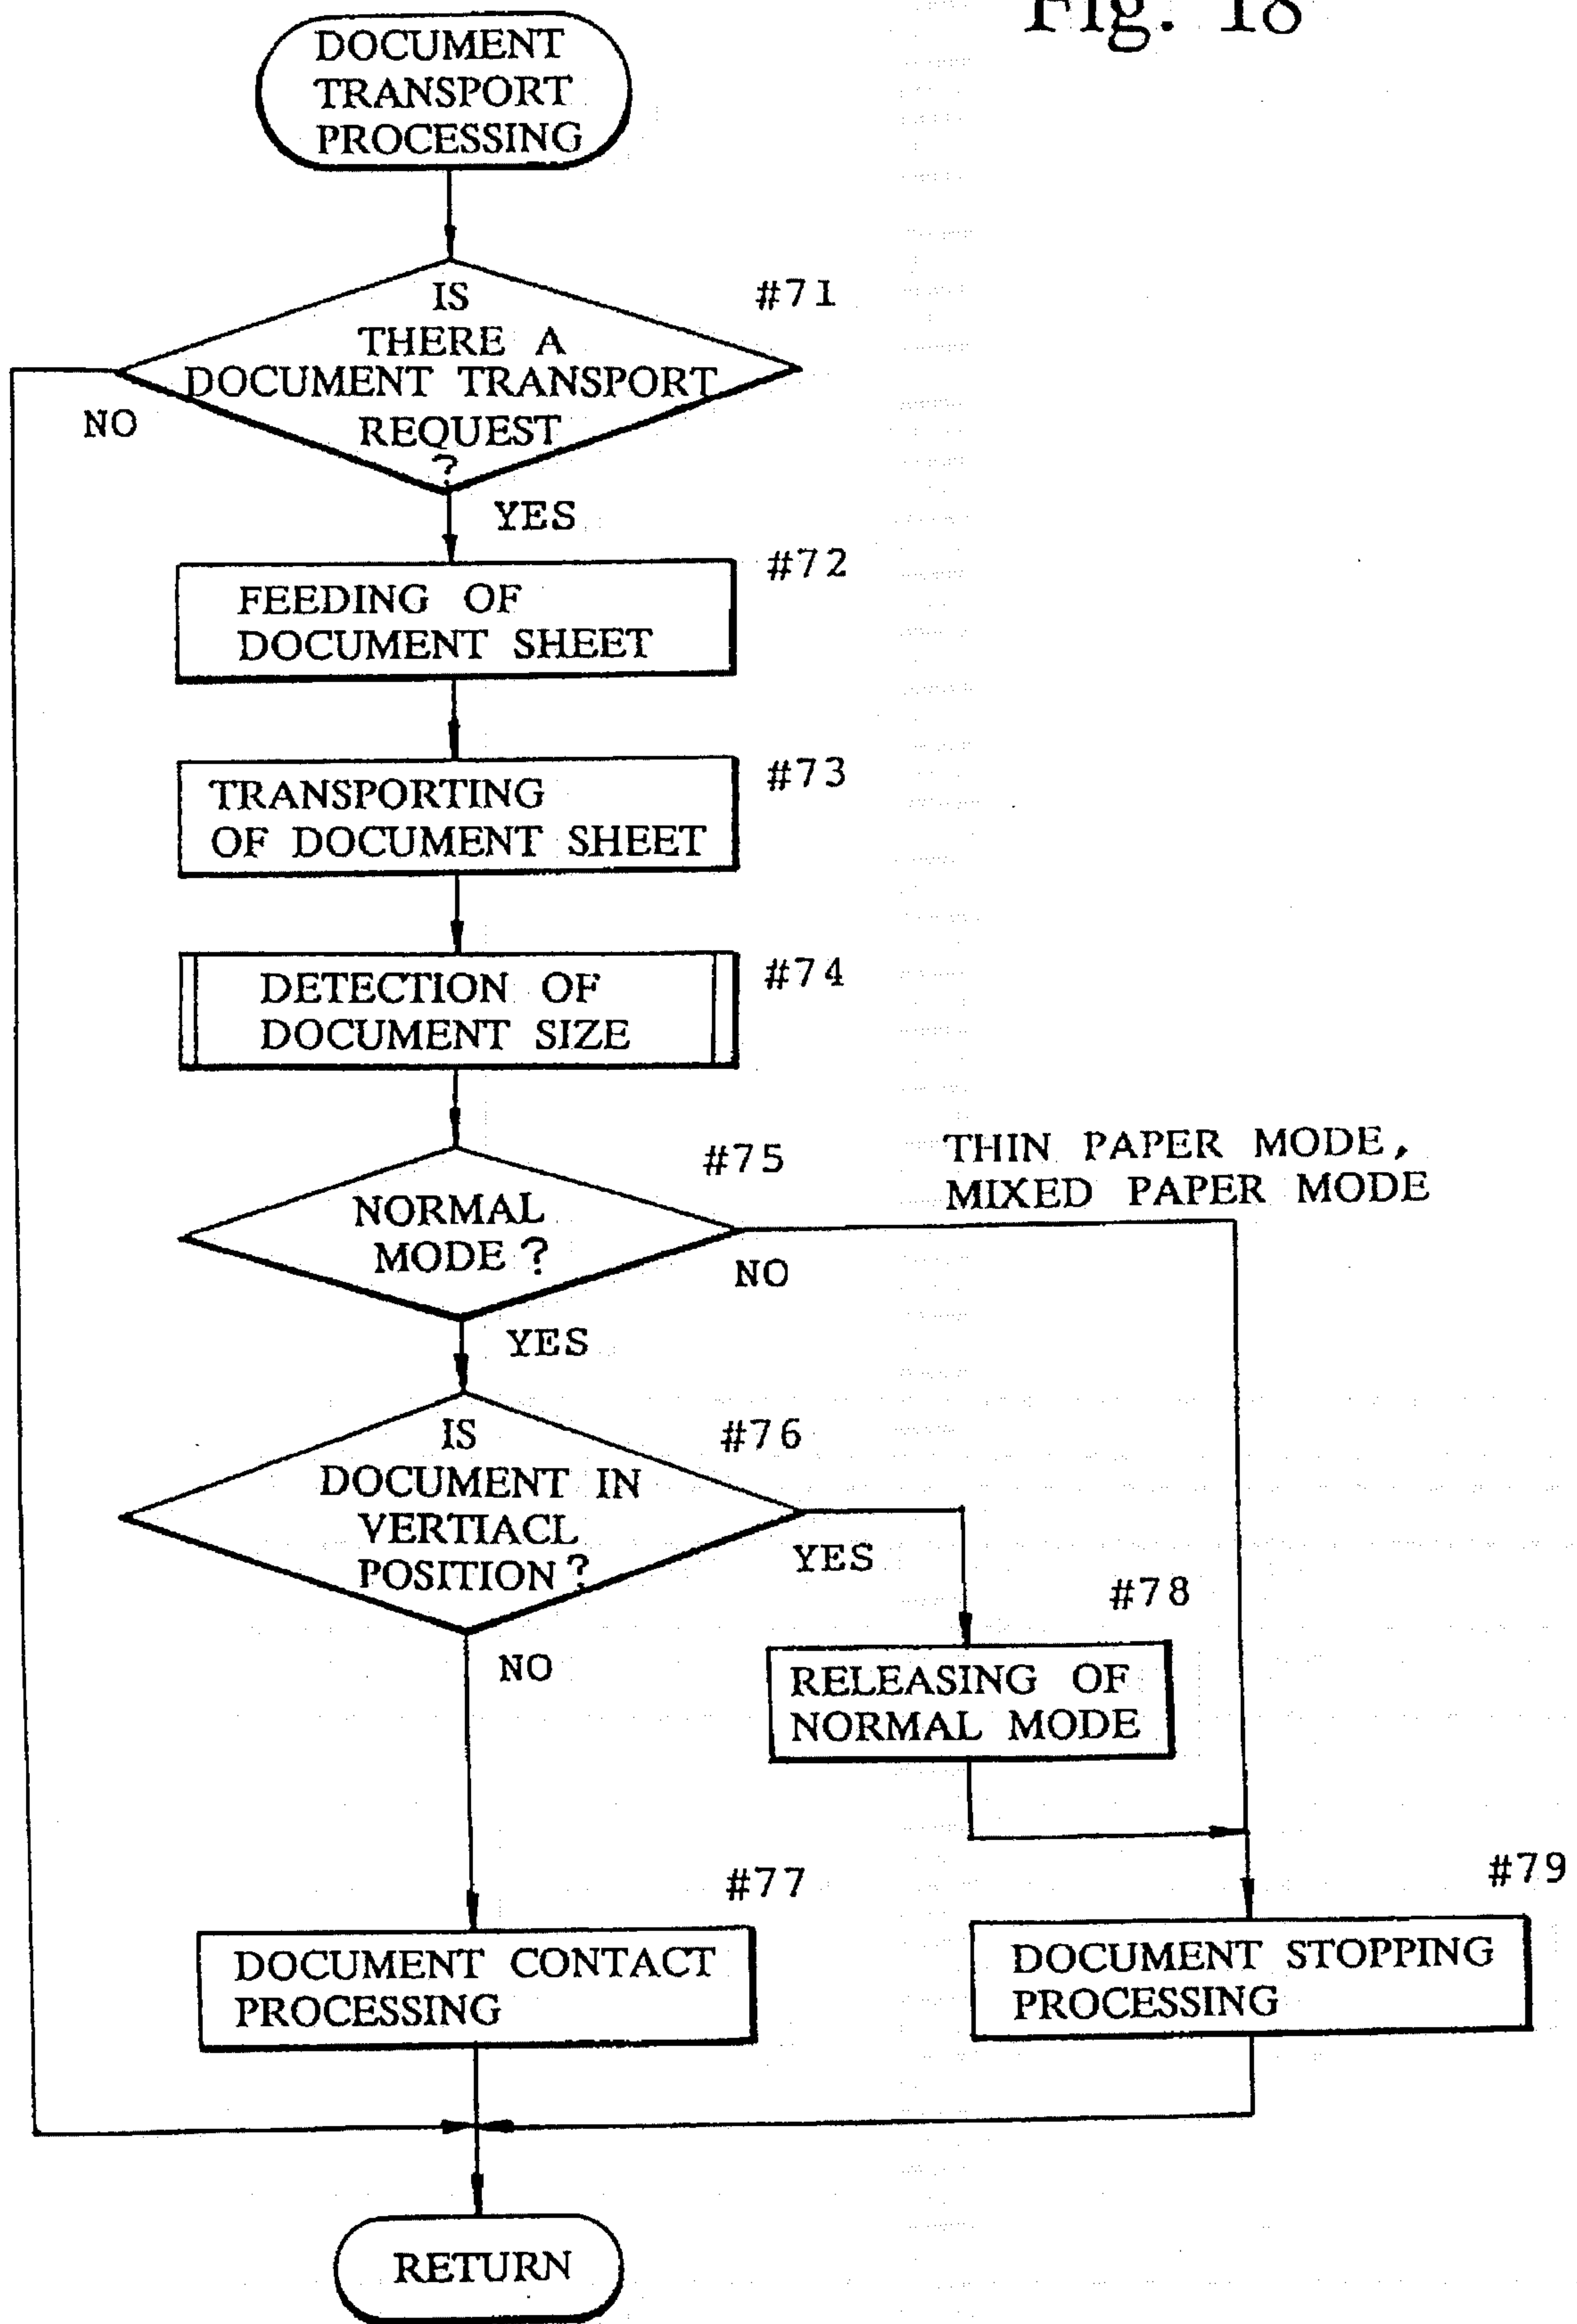 Fig. 18
DOCUMENT
TRANSPORT
PROCESSING
#71
IS
THERE A
DOCUMENT TRANSPORT
REQUEST
?
NO
YES
#72
FEEDING OF
DOCUMENT SHEET
#73
TRANSPORTING
OF DOCUMENT SHEET
#74
DETECTION OF
DOCUMENT SIZE
#75
NORMAL
MODE?
NO
THIN PAPER MODE,
MIXED PAPER MODE
YES
#76
IS
DOCUMENT IN
VERTIACL
POSITION?
YES
NO
#78
RELEASING OF
NORMAL MODE
#77
DOCUMENT CONTACT
PROCESSING
#79
DOCUMENT STOPPING
PROCESSING
RETURN